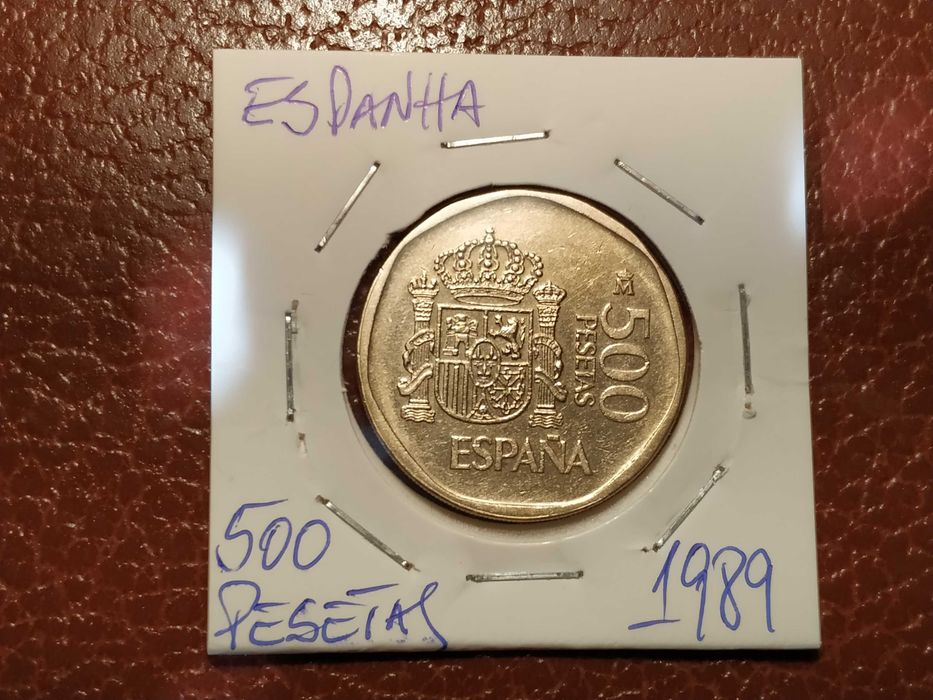 ESPANHA
M
500
PESETAS
ESPAÑA
500
PESETAS
1989